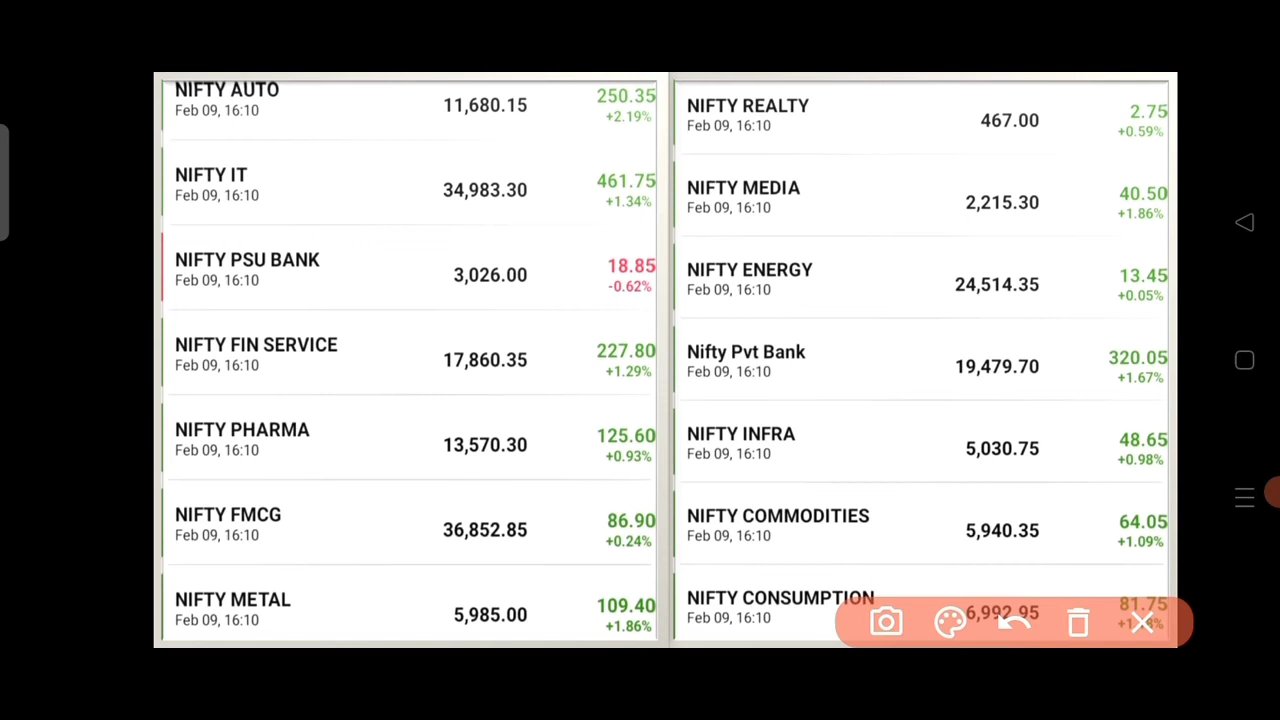 NIFTY AUTO 11,680.15 250.35
Feb 09, 16:10 +2.19%
NIFTY IT 34,983.30 461.75
Feb 09, 16:10 +1.34%
NIFTY PSU BANK 3,026.00 18.85
Feb 09, 16:10 -0.62%
NIFTY FIN SERVICE 17,860.35 227.80
Feb 09, 16:10 +1.29%
NIFTY PHARMA 13,570.30 125.60
Feb 09, 16:10 +0.93%
NIFTY FMCG 36,852.85 86.90
Feb 09, 16:10 +0.24%
NIFTY METAL 5,985.00 109.40
Feb 09, 16:10 +1.86%
NIFTY REALTY 467.00 2.75
Feb 09, 16:10 +0.59%
NIFTY MEDIA 2,215.30 40.50
Feb 09, 16:10 +1.86%
NIFTY ENERGY 24,514.35 13.45
Feb 09, 16:10 +0.05%
Nifty Pvt Bank 19,479.70 320.05
Feb 09, 16:10 +1.67%
NIFTY INFRA 5,030.75 48.65
Feb 09, 16:10 +0.98%
NIFTY COMMODITIES 5,940.35 64.05
Feb 09, 16:10 +1.09%
NIFTY CONSUMPTION 6,992.95 81.75
Feb 09, 16:10